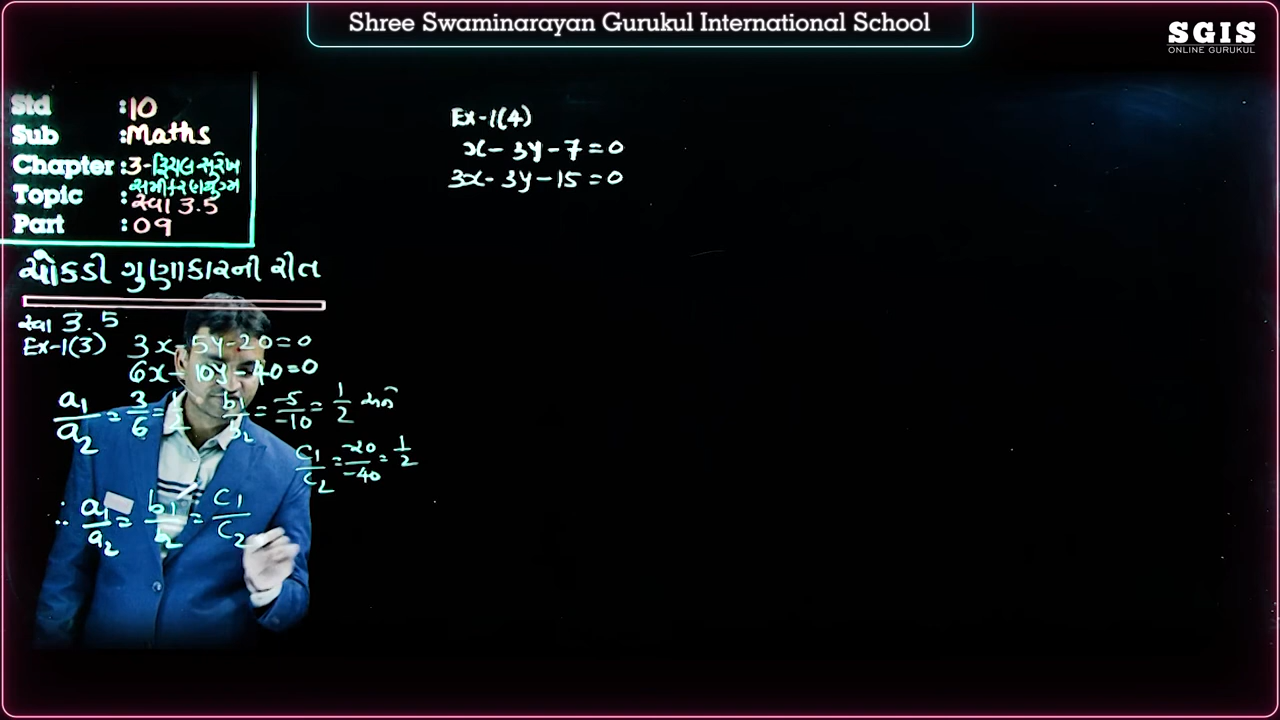 Shree Swaminarayan Gurukul International School
SGIS
ONLINE GURUKUL
Std : 10
Sub : Maths
Chapter : 3-દ્વિચલ સુરેખ
સમીકરણયુગ્મ
Topic : સ્વા 3.5
Part : 09
ચોકડી ગુણાકારની રીત
સ્વા 3.5
Ex-1(3) 3x-5y-20=0
6x-10y-40=0
a₁/a₂ = 3/6 = 1/2 b₁/b₂ = -5/-10 = 1/2 અને
c₁/c₂ = -20/-40 = 1/2
∴ a₁/a₂ = b₁/b₂ = c₁/c₂
Ex-1(4)
x-3y-7=0
3x-3y-15=0